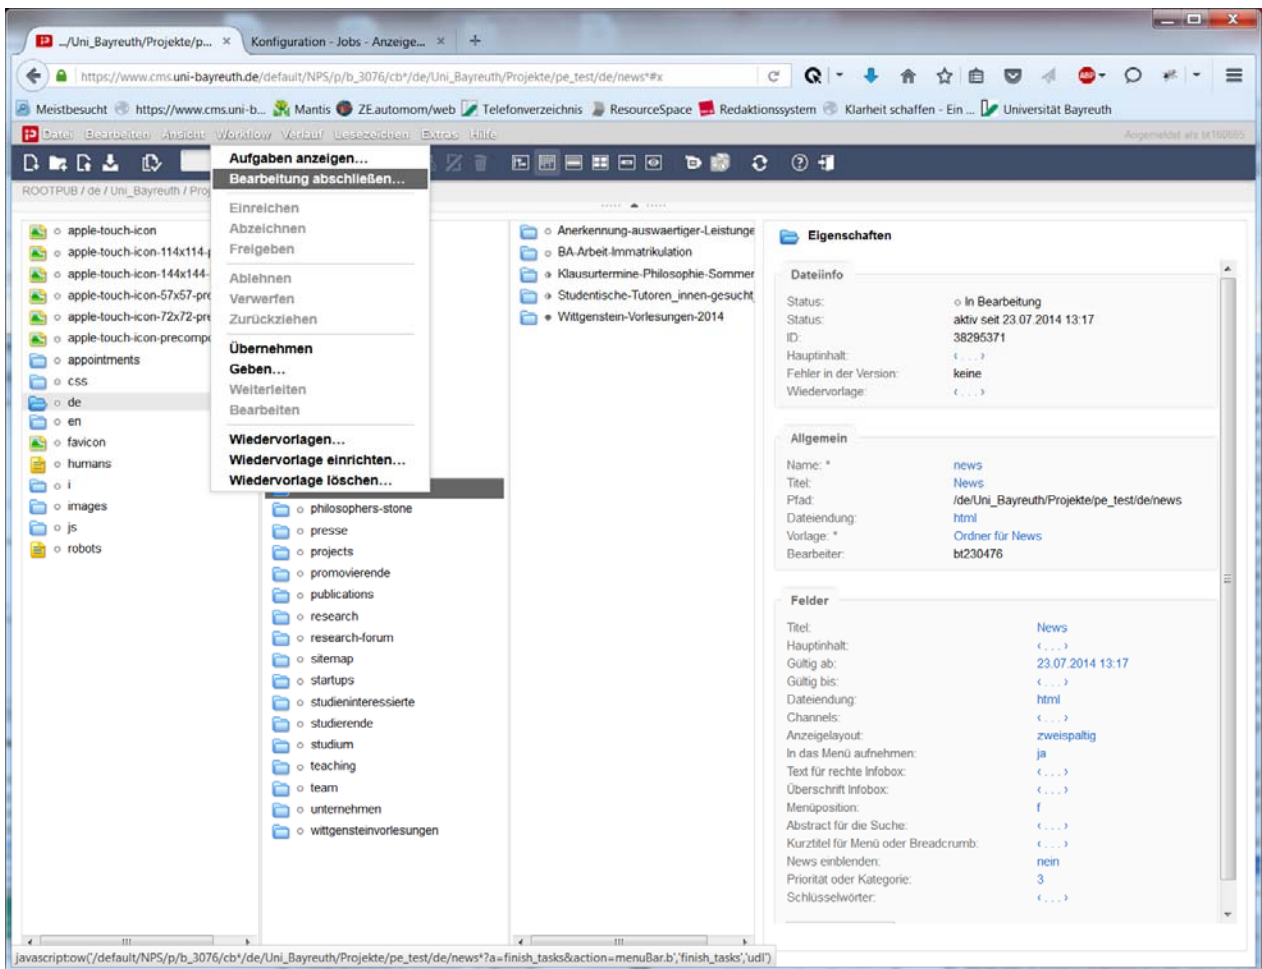 .../Uni_Bayreuth/Projekte/p... ×
Konfiguration - Jobs - Anzeige... × +
https://www.cms.uni-bayreuth.de/default/NPS/p/b_3076/cb*/de/Uni_Bayreuth/Projekte/pe_test/de/news*#x
Meistbesucht https://www.cms.uni-b... Mantis ZE.automom/web Telefonverzeichnis ResourceSpace Redaktionssystem Klarheit schaffen - Ein ... Universität Bayreuth
Datei Bearbeiten Ansicht Workflow Verlauf Lesezeichen Extras Hilfe
Angemeldet als bt160665
ROOTPUB / de / Uni_Bayreuth / Proj
Aufgaben anzeigen...
Bearbeitung abschließen...
Einreichen
Abzeichnen
Freigeben
Ablehnen
Verwerfen
Zurückziehen
Übernehmen
Geben...
Weiterleiten
Bearbeiten
Wiedervorlagen...
Wiedervorlage einrichten...
Wiedervorlage löschen...
apple-touch-icon
apple-touch-icon-114x114-p
apple-touch-icon-144x144-
apple-touch-icon-57x57-pre
apple-touch-icon-72x72-pre
apple-touch-icon-precompo
appointments
css
de
en
favicon
humans
i
images
js
robots
philosophers-stone
presse
projects
promovierende
publications
research
research-forum
sitemap
startups
studieninteressierte
studierende
studium
teaching
team
unternehmen
wittgensteinvorlesungen
Anerkennung-auswaertiger-Leistunge
BA-Arbeit-Immatrikulation
Klausurtermine-Philosophie-Sommer
Studentische-Tutoren_innen-gesucht_
Wittgenstein-Vorlesungen-2014
Eigenschaften
Dateiinfo
Status: In Bearbeitung
Status: aktiv seit 23.07.2014 13:17
ID: 38295371
Hauptinhalt: ‹ . . . ›
Fehler in der Version: keine
Wiedervorlage: ‹ . . . ›
Allgemein
Name: * news
Titel: News
Pfad: /de/Uni_Bayreuth/Projekte/pe_test/de/news
Dateiendung: html
Vorlage: * Ordner für News
Bearbeiter: bt230476
Felder
Titel: News
Hauptinhalt: ‹ . . . ›
Gültig ab: 23.07.2014 13:17
Gültig bis: ‹ . . . ›
Dateiendung: html
Channels: ‹ . . . ›
Anzeigelayout: zweispaltig
In das Menü aufnehmen: ja
Text für rechte Infobox: ‹ . . . ›
Überschrift Infobox: ‹ . . . ›
Menüposition: f
Abstract für die Suche: ‹ . . . ›
Kurztitel für Menü oder Breadcrumb: ‹ . . . ›
News einblenden: nein
Priorität oder Kategorie: 3
Schlüsselwörter: ‹ . . . ›
javascript:ow('/default/NPS/p/b_3076/cb*/de/Uni_Bayreuth/Projekte/pe_test/de/news*?a=finish_tasks&action=menuBar.b','finish_tasks','udl')